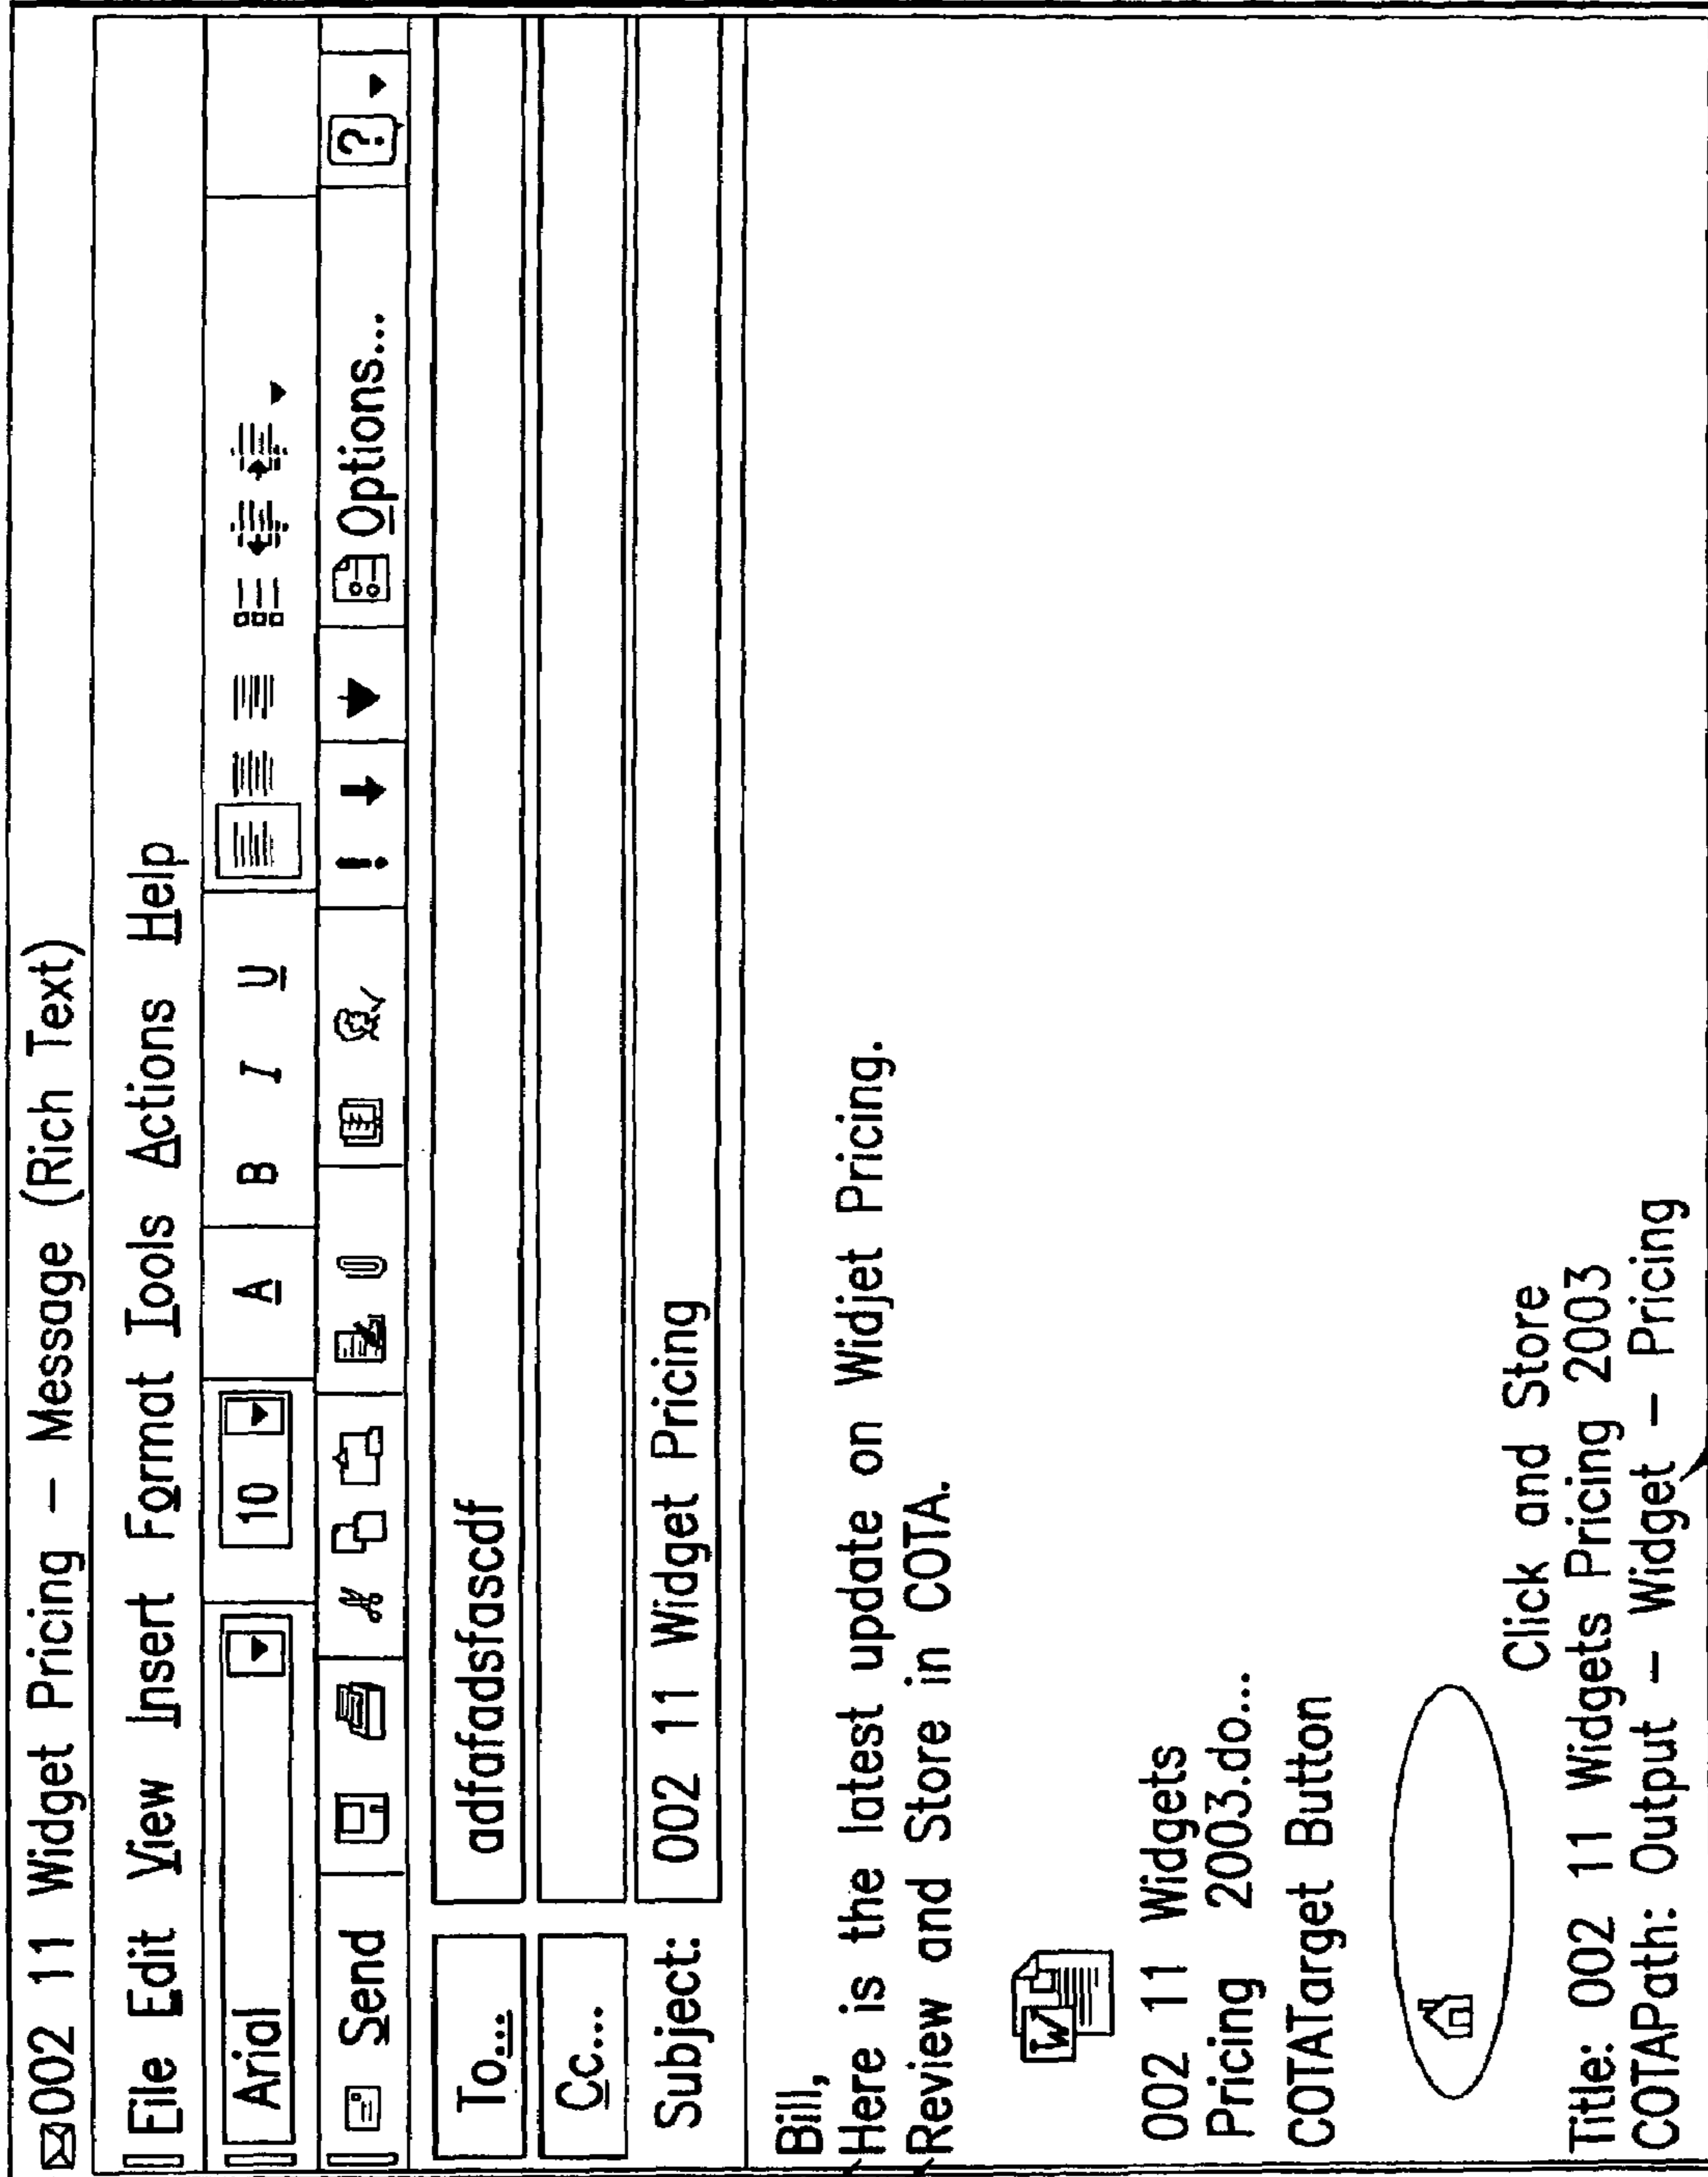 002 11 Widget Pricing – Message (Rich Text)
File Edit View Insert Format Tools Actions Help
Arial 10 A B I U
Send ! Options... ?
To... adfafadsfascdf
Cc...
Subject: 002 11 Widget Pricing
Bill,
Here is the latest update on Widjet Pricing.
Review and Store in COTA.
W
002 11 Widgets
Pricing 2003.do...
COTATarget Button
Click and Store
Title: 002 11 Widgets Pricing 2003
COTAPath: Output – Widget – Pricing